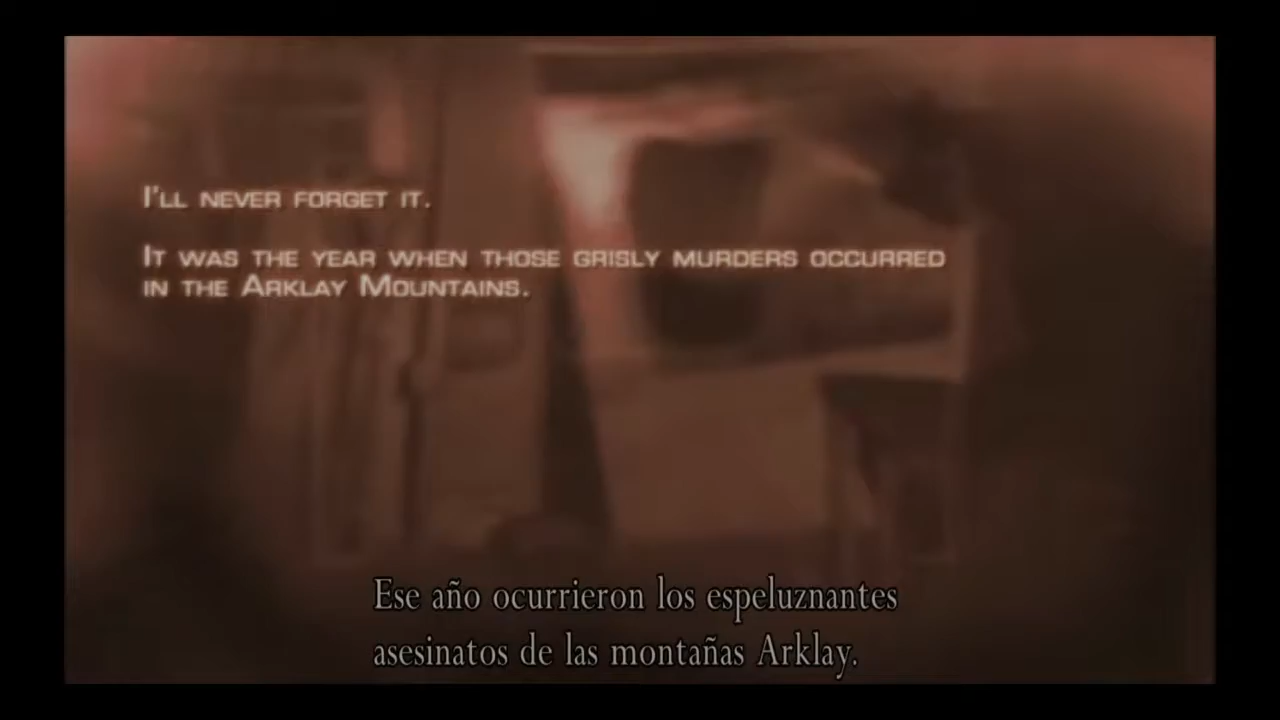 I'LL NEVER FORGET IT.
IT WAS THE YEAR WHEN THOSE GRISLY MURDERS OCCURRED
IN THE ARKLAY MOUNTAINS.
Ese año ocurrieron los espeluznantes
asesinatos de las montañas Arklay.